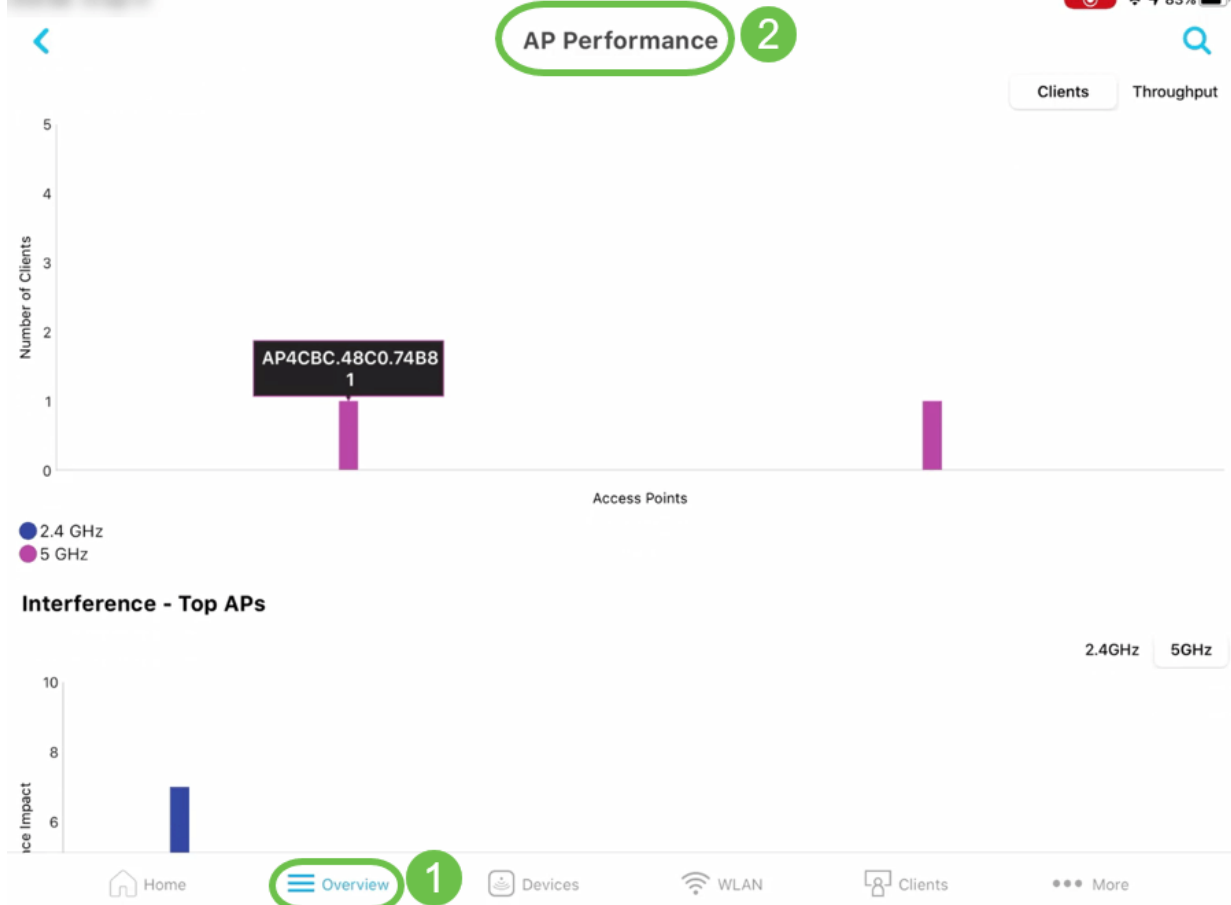 83%
AP Performance
2
Clients Throughput
5
4
3
2
1
0
Number of Clients
AP4CBC.48C0.74B8
1
Access Points
2.4 GHz
5 GHz
Interference - Top APs
2.4GHz 5GHz
10
8
6
Impact
Home
Overview
1
Devices
WLAN
Clients
More